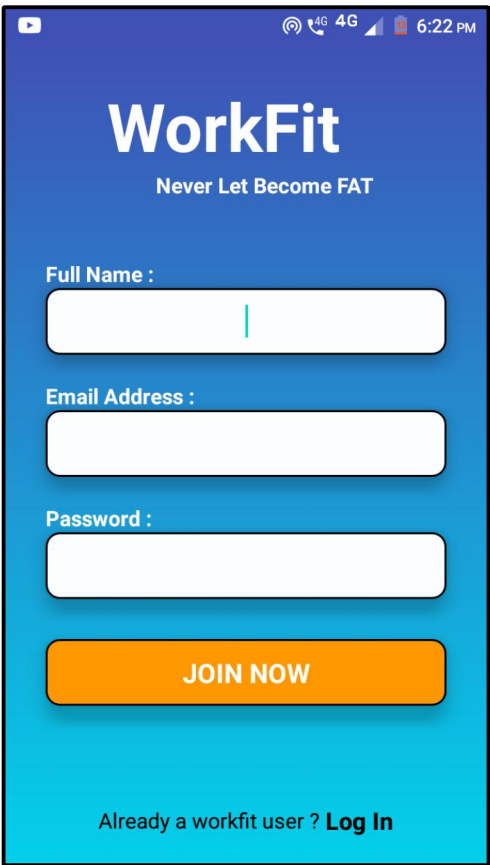 4G 4G 6:22 PM
WorkFit
Never Let Become FAT
Full Name :
Email Address :
Password :
JOIN NOW
Already a workfit user ? Log In